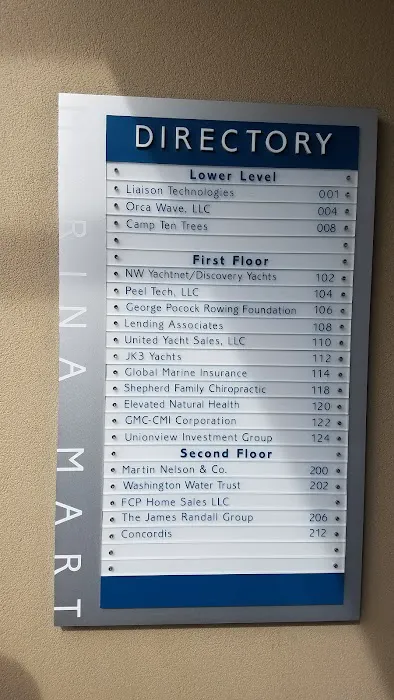 DIRECTORY
Lower Level
Liaison Technologies 001
Orca Wave, LLC 004
Camp Ten Trees 008
First Floor
NW Yachtnet/Discovery Yachts 102
Peel Tech, LLC 104
George Pocock Rowing Foundation 106
Lending Associates 108
United Yacht Sales, LLC 110
JK3 Yachts 112
Global Marine Insurance 114
Shepherd Family Chiropractic 118
Elevated Natural Health 120
GMC-CMI Corporation 122
Unionview Investment Group 124
Second Floor
Martin Nelson & Co. 200
Washington Water Trust 202
FCP Home Sales LLC
The James Randall Group 206
Concordis 212
RINA MART